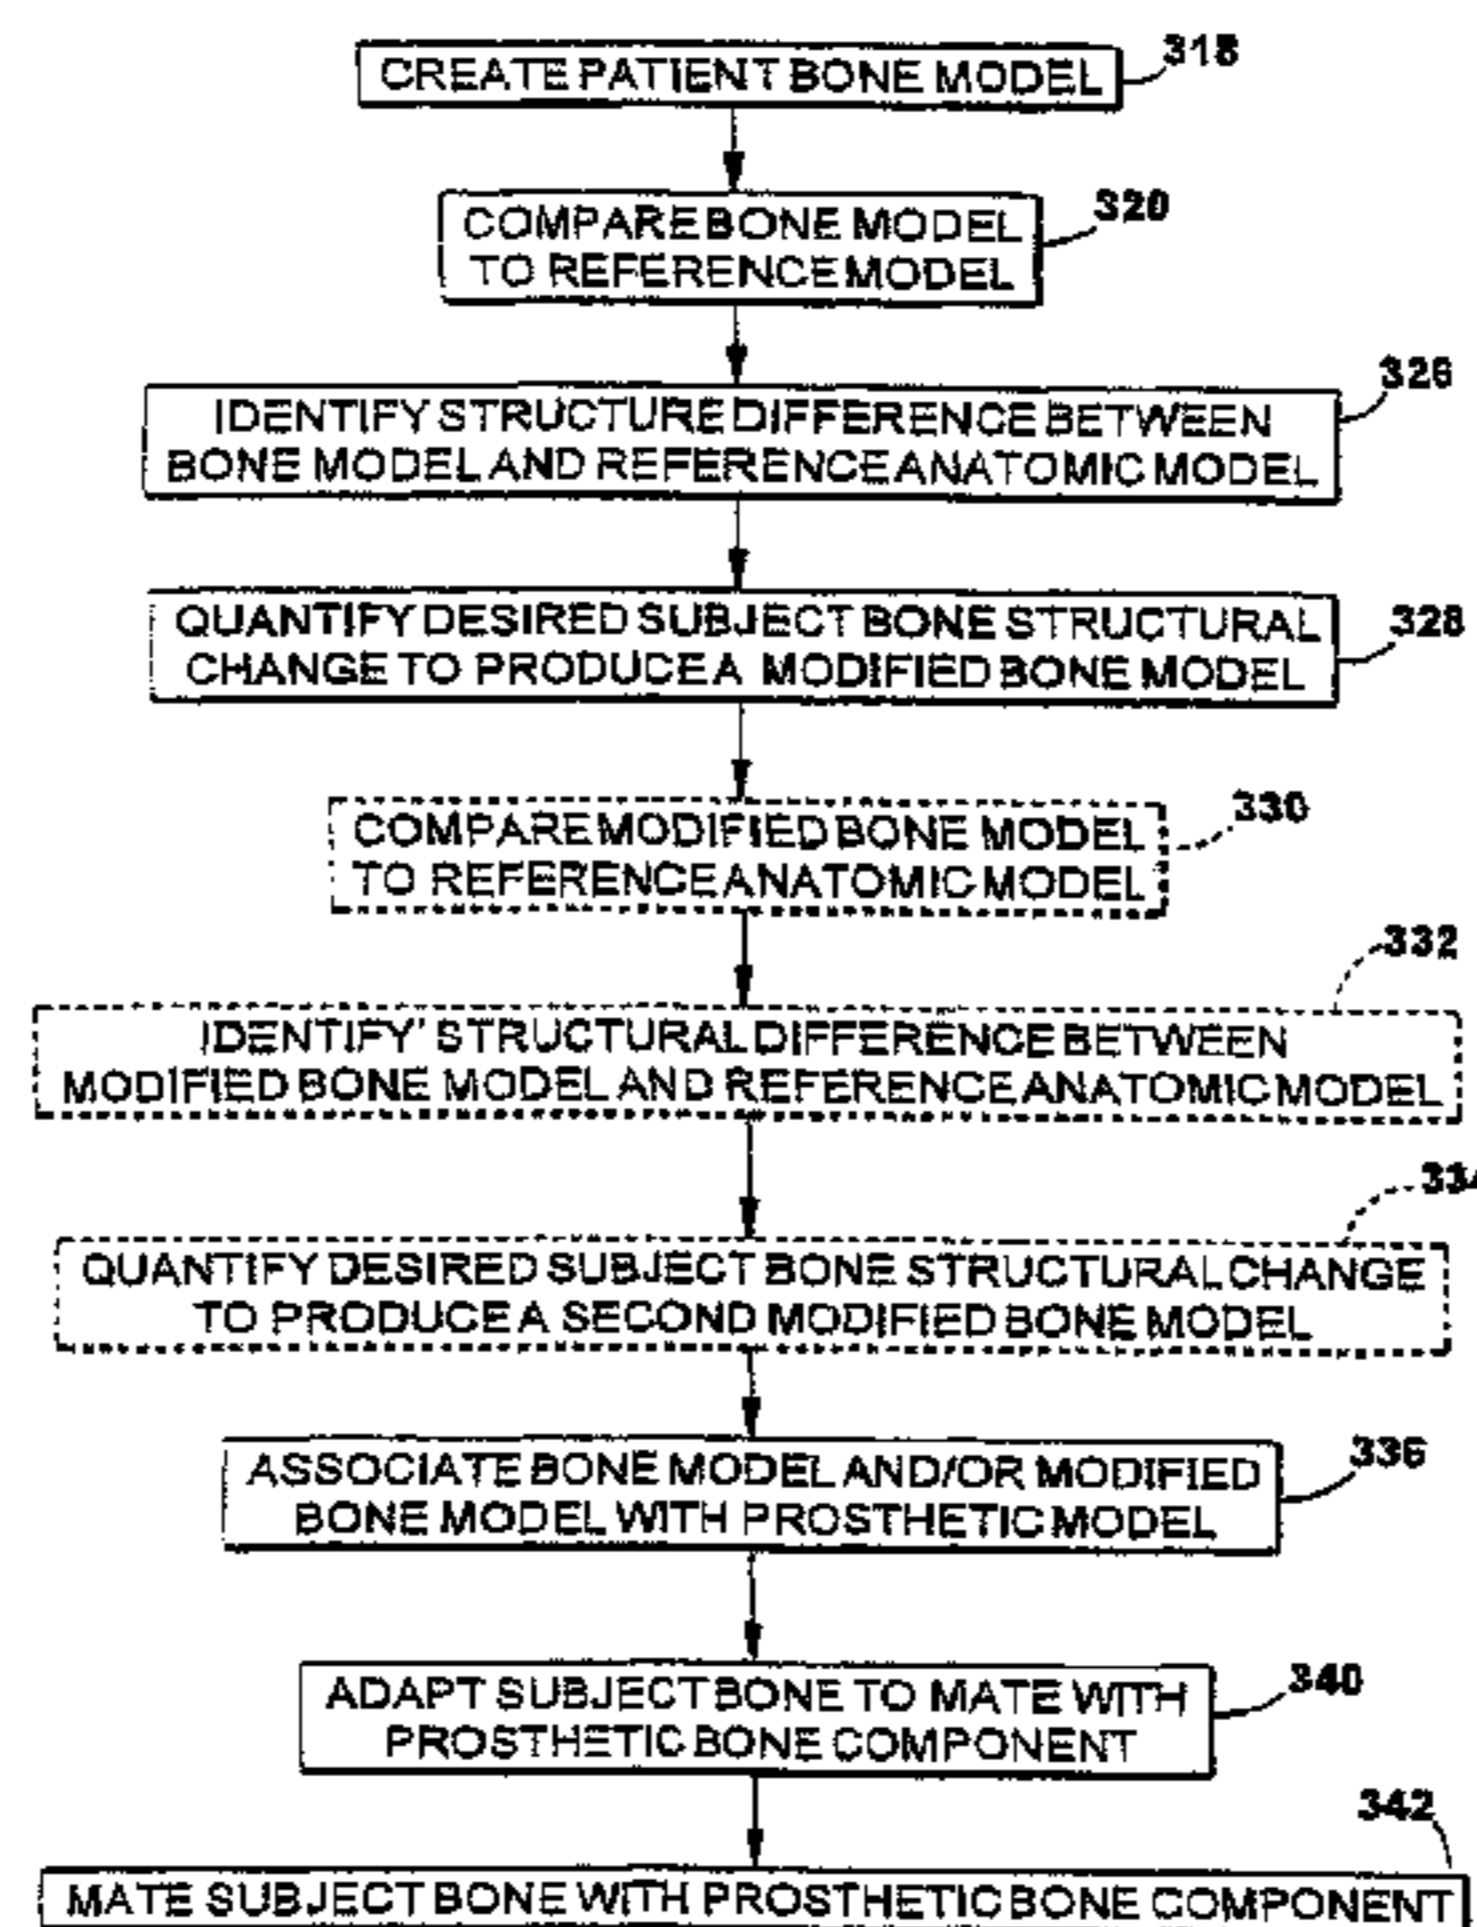 318
CREATE PATIENT BONE MODEL
320
COMPARE BONE MODEL
TO REFERENCE MODEL
326
IDENTIFY STRUCTURE DIFFERENCE BETWEEN
BONE MODEL AND REFERENCE ANATOMIC MODEL
328
QUANTIFY DESIRED SUBJECT BONE STRUCTURAL
CHANGE TO PRODUCE A MODIFIED BONE MODEL
330
COMPARE MODIFIED BONE MODEL
TO REFERENCE ANATOMIC MODEL
332
IDENTIFY STRUCTURAL DIFFERENCE BETWEEN
MODIFIED BONE MODEL AND REFERENCE ANATOMIC MODEL
334
QUANTIFY DESIRED SUBJECT BONE STRUCTURAL CHANGE
TO PRODUCE A SECOND MODIFIED BONE MODEL
336
ASSOCIATE BONE MODEL AND/OR MODIFIED
BONE MODEL WITH PROSTHETIC MODEL
340
ADAPT SUBJECT BONE TO MATE WITH
PROSTHETIC BONE COMPONENT
342
MATE SUBJECT BONE WITH PROSTHETIC BONE COMPONENT